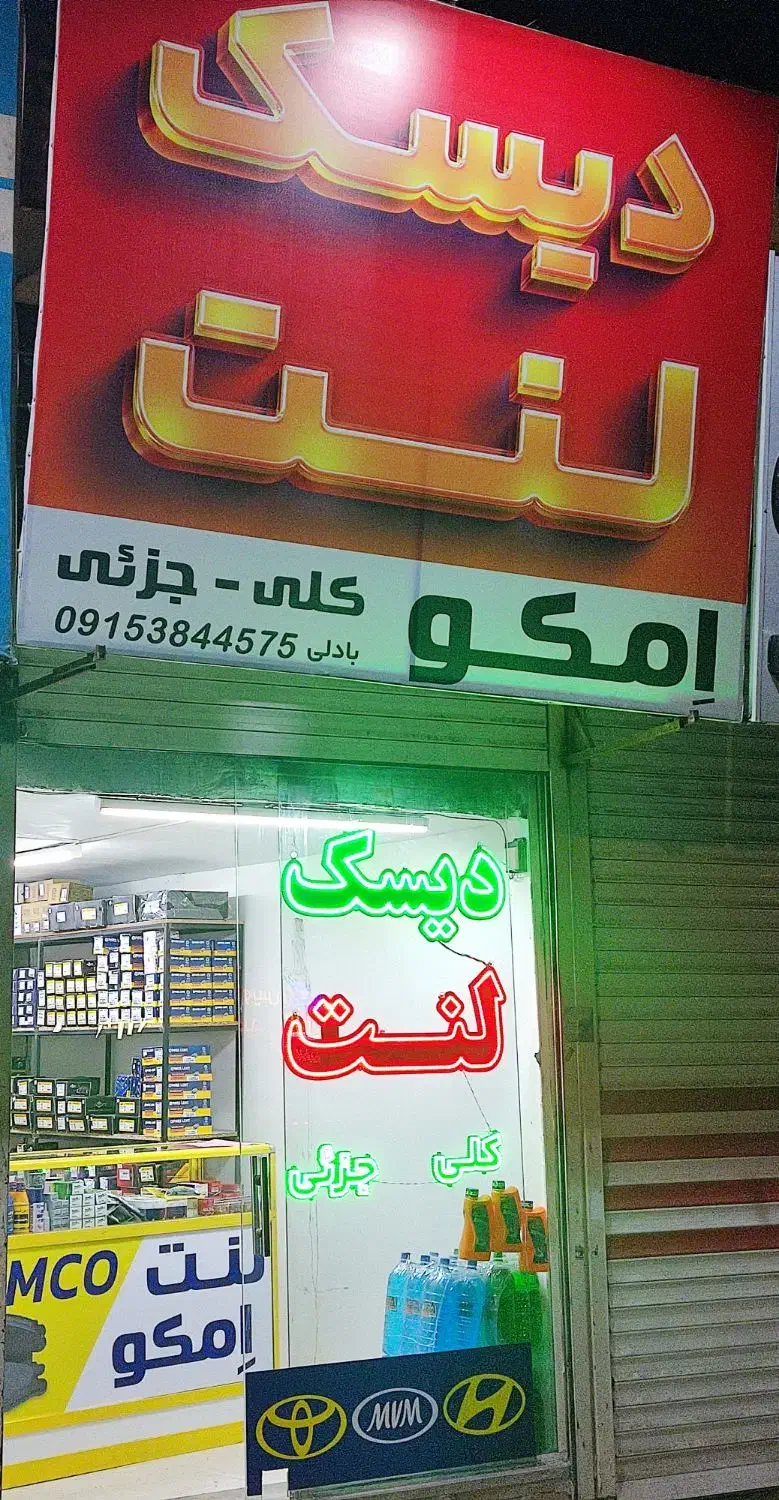 دیسک
لنت
امکو کلی - جزئی
بادلی 09153844575
دیسک
لنت
کلی جزئی
لنت MCO
امکو
MVM